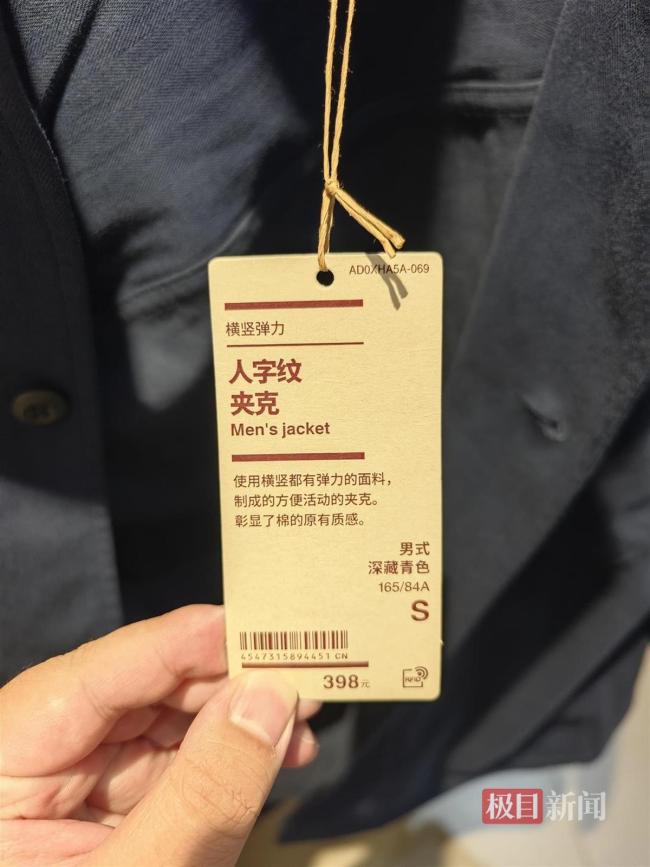 AD0XHA5A-069
横竖弹力
人字纹
夹克
Men's jacket
使用横竖都有弹力的面料，
制成的方便活动的夹克。
彰显了棉的原有质感。
男式
深藏青色
165/84A
S
4547315894451 CN
398元
RFID
极目新闻